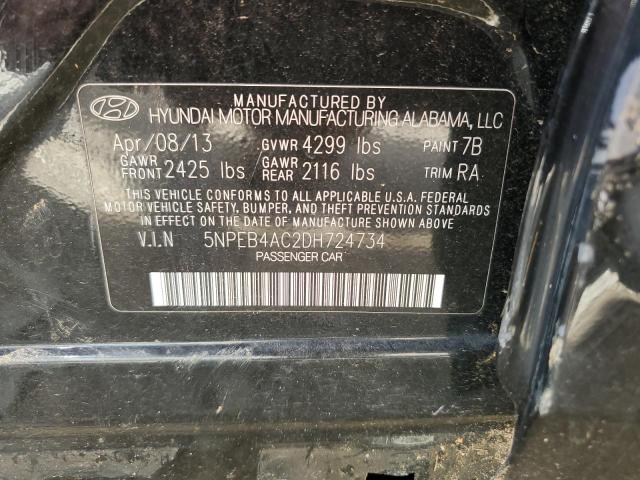 MANUFACTURED BY
HYUNDAI MOTOR MANUFACTURING ALABAMA, LLC
Apr/08/13 GVWR 4299 lbs PAINT 7B
GAWR FRONT 2425 lbs/ GAWR REAR 2116 lbs TRIM RA
THIS VEHICLE CONFORMS TO ALL APPLICABLE U.S.A. FEDERAL
MOTOR VEHICLE SAFETY, BUMPER, AND THEFT PREVENTION STANDARDS
IN EFFECT ON THE DATE OF MANUFACTURE SHOWN ABOVE
V.I.N 5NPEB4AC2DH724734
PASSENGER CAR